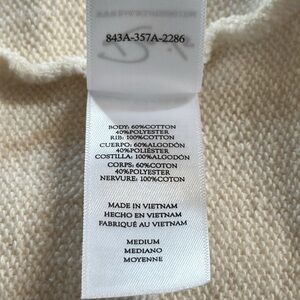 843A-357A-2286
BODY: 60%COTTON
40%POLYESTER
RIB: 100%COTTON
CUERPO: 60%ALGODÓN
40%POLIÉSTER
COSTILLA: 100%ALGODÓN
CORPS: 60%COTON
40%POLYESTER
NERVURE: 100%COTON
MADE IN VIETNAM
HECHO EN VIETNAM
FABRIQUÉ AU VIETNAM
MEDIUM
MEDIANO
MOYENNE